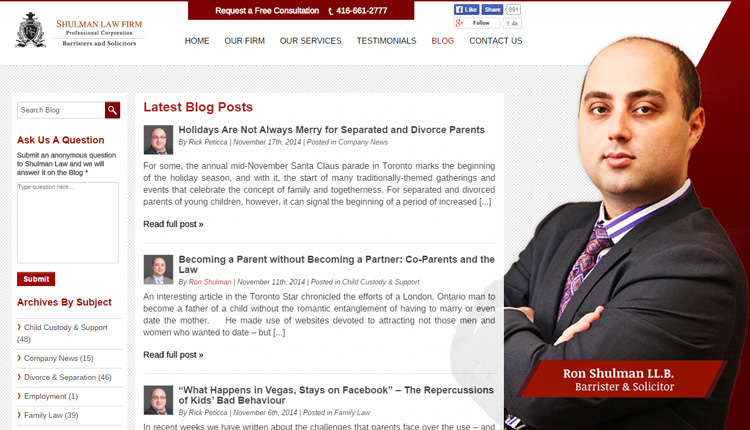 SHULMAN LAW FIRM
Professional Corporation
Barristers and Solicitors
Request a Free Consultation 416-661-2777
Like Share 891
Follow 1.4k
HOME OUR FIRM OUR SERVICES TESTIMONIALS BLOG CONTACT US
Search Blog
Ask Us A Question
Submit an anonymous question
to Shulman Law and we will
answer it on the Blog *
Type question here...
Submit
Archives By Subject
Child Custody & Support
(48)
Company News (15)
Divorce & Separation (46)
Employment (1)
Family Law (39)
Latest Blog Posts
Holidays Are Not Always Merry for Separated and Divorce Parents
By Rick Peticca | November 17th, 2014 | Posted in Company News
For some, the annual mid-November Santa Claus parade in Toronto marks the beginning
of the holiday season, and with it, the start of many traditionally-themed gatherings and
events that celebrate the concept of family and togetherness. For separated and divorced
parents of young children, however, it can signal the beginning of a period of increased [...]
Read full post »
Becoming a Parent without Becoming a Partner: Co-Parents and the
Law
By Ron Shulman | November 11th, 2014 | Posted in Child Custody & Support
An interesting article in the Toronto Star chronicled the efforts of a London, Ontario man to
become a father of a child without the romantic entanglement of having to marry or even
date the mother. He made use of websites devoted to attracting not those men and
women who wanted to date – but [...]
Read full post »
“What Happens in Vegas, Stays on Facebook” – The Repercussions
of Kids’ Bad Behaviour
By Rick Peticca | November 6th, 2014 | Posted in Family Law
In recent weeks we have written about the challenges that parents face over the use – and
Ron Shulman LL.B.
Barrister & Solicitor